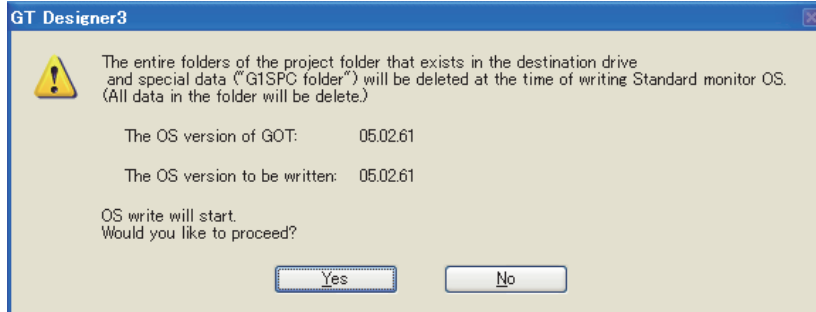 GT Designer3
The entire folders of the project folder that exists in the destination drive
and special data ("G1SPC folder") will be deleted at the time of writing Standard monitor OS.
(All data in the folder will be delete.)
The OS version of GOT: 05.02.61
The OS version to be written: 05.02.61
OS write will start.
Would you like to proceed?
Yes No